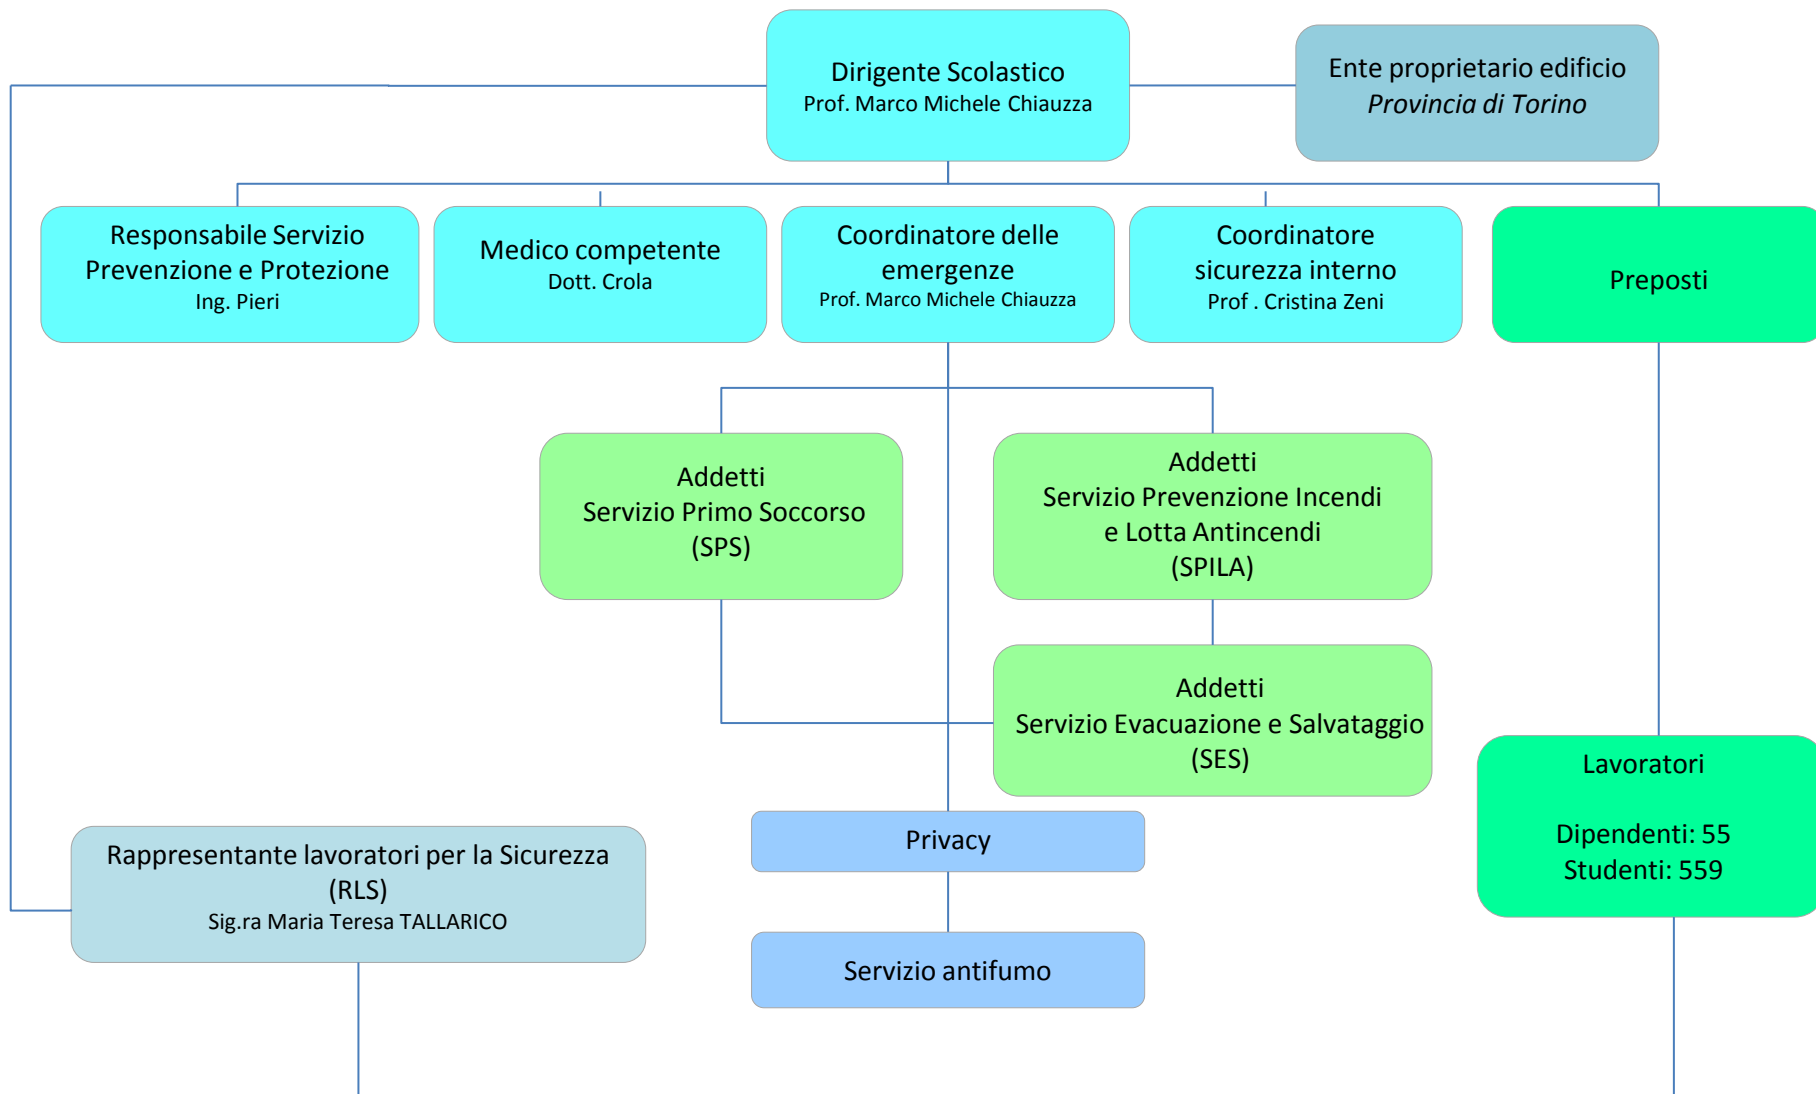 Dirigente Scolastico
Prof. Marco Michele Chiauzza
Ente proprietario edificio
Provincia di Torino
Responsabile Servizio
Prevenzione e Protezione
Ing. Pieri
Medico competente
Dott. Crola
Coordinatore delle
emergenze
Prof. Marco Michele Chiauzza
Coordinatore
sicurezza interno
Prof . Cristina Zeni
Preposti
Addetti
Servizio Primo Soccorso
(SPS)
Addetti
Servizio Prevenzione Incendi
e Lotta Antincendi
(SPILA)
Addetti
Servizio Evacuazione e Salvataggio
(SES)
Lavoratori
Dipendenti: 55
Studenti: 559
Privacy
Rappresentante lavoratori per la Sicurezza
(RLS)
Sig.ra Maria Teresa TALLARICO
Servizio antifumo